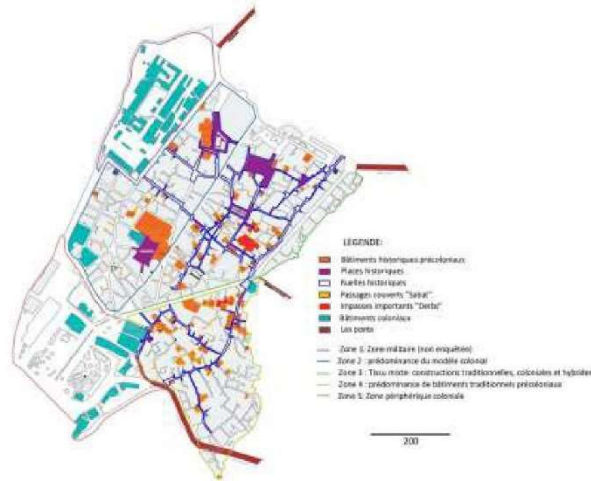 LÉGENDE:
Bâtiments historiques précoloniaux
Places historiques
Ruelles historiques
Passages couverts "Sabat".
Impasses importants "Derbs"
Bâtiments coloniaux
Les ponts
Zone 1: Zone militaire (non enquêtée)
Zone 2 : prédominance du modèle colonial
Zone 3 : Tissu mixte: constructions traditionnelles, coloniales et hybrides
Zone 4 : prédominance de bâtiments traditionnels précoloniaux
Zone 5: Zone périphérique coloniale
200